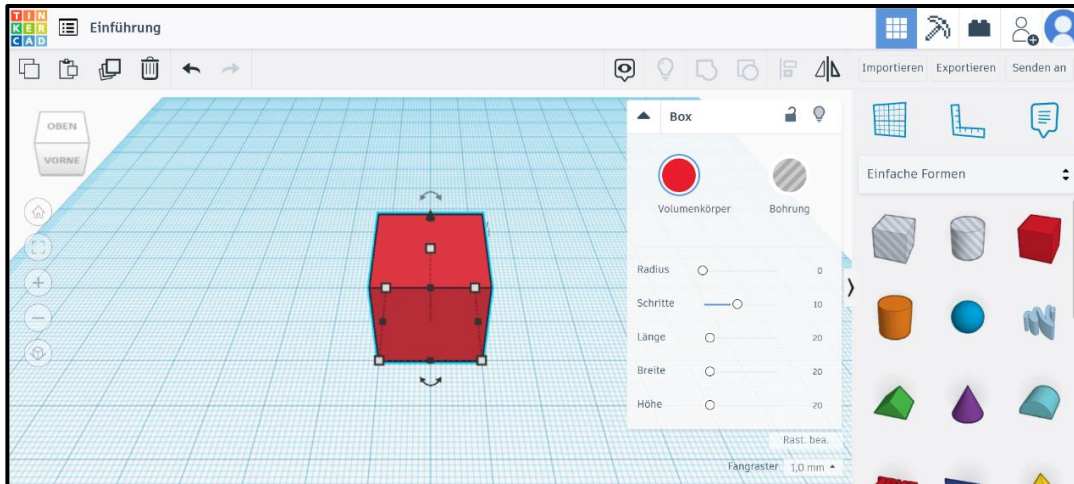 TIN
KER
CAD
Einführung
Importieren Exportieren Senden an
OBEN
VORNE
Box
Volumenkörper Bohrung
Radius 0
Schritte 10
Länge 20
Breite 20
Höhe 20
Rast. bea.
Fangraster 1,0 mm
Einfache Formen